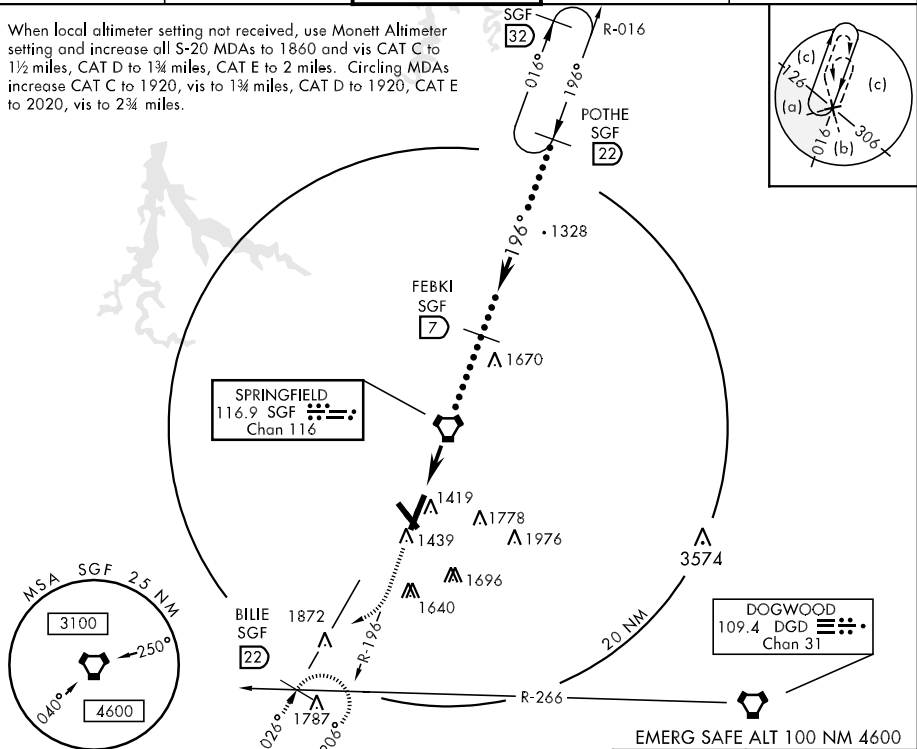 When local altimeter setting not received, use Monett Altimeter
setting and increase all S-20 MDAs to 1860 and vis CAT C to
1½ miles, CAT D to 1¾ miles, CAT E to 2 miles. Circling MDAs
increase CAT C to 1920, vis to 1¾ miles, CAT D to 1920, CAT E
to 2020, vis to 2¾ miles.
SGF
32
R-016
016°
196°
POTHE
SGF
22
(c)
126
(a)
(c)
016
(b)
306
196°
1328
FEBKI
SGF
7
1670
SPRINGFIELD
116.9 SGF
Chan 116
1419
1778
1439
1976
3574
1696
1640
MSA SGF 25 NM
3100
250°
040°
4600
BILIE
SGF
22
1872
R-196
20 NM
DOGWOOD
109.4 DGD
Chan 31
R-266
1787
026°
206°
EMERG SAFE ALT 100 NM 4600